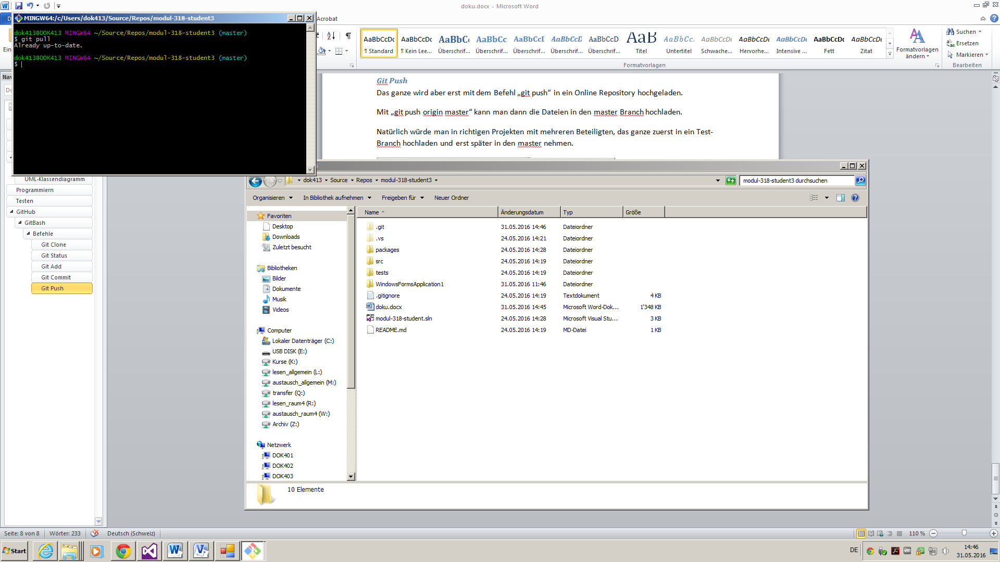 doku.docx - Microsoft Word
MINGW64:/c/Users/dok413/Source/Repos/modul-318-student3
dok413@DOK413 MINGW64 ~/Source/Repos/modul-318-student3 (master)
$ git pull
Already up-to-date.
dok413@DOK413 MINGW64 ~/Source/Repos/modul-318-student3 (master)
$
Acrobat
AaBbCcDc AaBbCcDc AaBbC AaBbCc AaBbCcI AaBbCcD AaBbCcD AaB AaBbCc. AaBbCcDc AaBbCcDc AaBbCcDc AaBbCcDc AaBbCcDc
¶ Standard ¶ Kein Lee... Überschrif... Überschrif... Überschrif... Überschrif... Überschrif... Titel Untertitel Schwache... Hervorhe... Intensive ... Fett Zitat
Formatvorlagen ändern
Formatvorlagen
Suchen
Ersetzen
Markieren
Bearbeiten
Ein
Nav
Do
UML-Klassendiagramm
Programmiern
Testen
GitHub
GitBash
Befehle
Git Clone
Git Status
Git Add
Git Commit
Git Push
Git Push
Das ganze wird aber erst mit dem Befehl „git push“ in ein Online Repository hochgeladen.
Mit „git push origin master“ kann man dann die Dateien in den master Branch hochladen.
Natürlich würde man in richtigen Projekten mit mehreren Beteiligten, das ganze zuerst in ein Test-
Branch hochladen und erst später in den master nehmen.
dok413 Source Repos modul-318-student3
modul-318-student3 durchsuchen
Organisieren In Bibliothek aufnehmen Freigeben für Neuer Ordner
Favoriten
Desktop
Downloads
Zuletzt besucht
Bibliotheken
Bilder
Dokumente
Musik
Videos
Computer
Lokaler Datenträger (C:)
USB DISK (E:)
Kurse (K:)
lesen_allgemein (L:)
austausch_allgemein (M:)
transfer (Q:)
lesen_raum4 (R:)
austausch_raum4 (W:)
Archiv (Z:)
Netzwerk
DOK401
DOK402
DOK403
Name Änderungsdatum Typ Größe
.git 31.05.2016 14:46 Dateiordner
.vs 24.05.2016 14:21 Dateiordner
packages 24.05.2016 14:28 Dateiordner
src 24.05.2016 14:19 Dateiordner
tests 24.05.2016 14:19 Dateiordner
WindowsFormsApplication1 31.05.2016 11:46 Dateiordner
.gitignore 24.05.2016 14:19 Textdokument 4 KB
doku.docx 31.05.2016 14:45 Microsoft Word-Dok... 1'348 KB
modul-318-student.sln 24.05.2016 14:28 Microsoft Visual Stu... 3 KB
README.md 24.05.2016 14:19 MD-Datei 1 KB
10 Elemente
Seite: 8 von 8 Wörter: 233 Deutsch (Schweiz) 110 %
Start
DE
14:46
31.05.2016